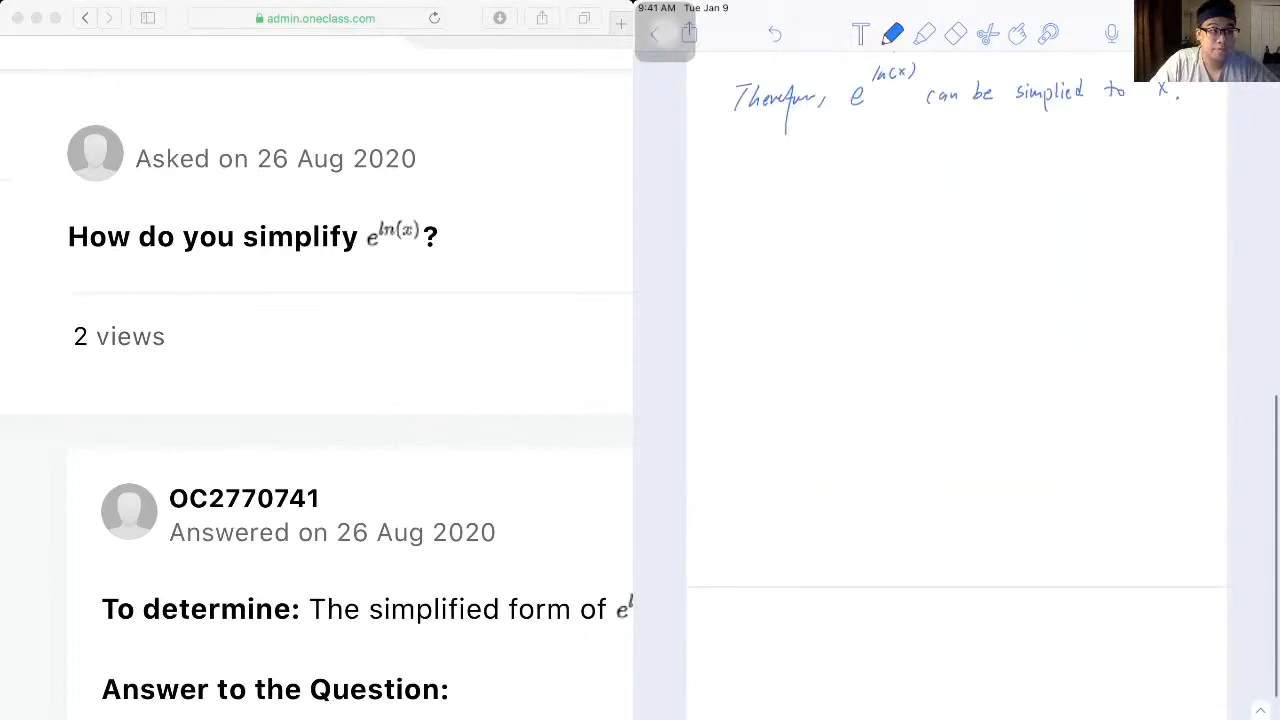 admin.oneclass.com
Asked on 26 Aug 2020
How do you simplify e^ln(x)?
2 views
OC2770741
Answered on 26 Aug 2020
To determine: The simplified form of e^l
Answer to the Question:
9:41 AM Tue Jan 9
T
Therefore, e^ln(x) can be simplied to x.